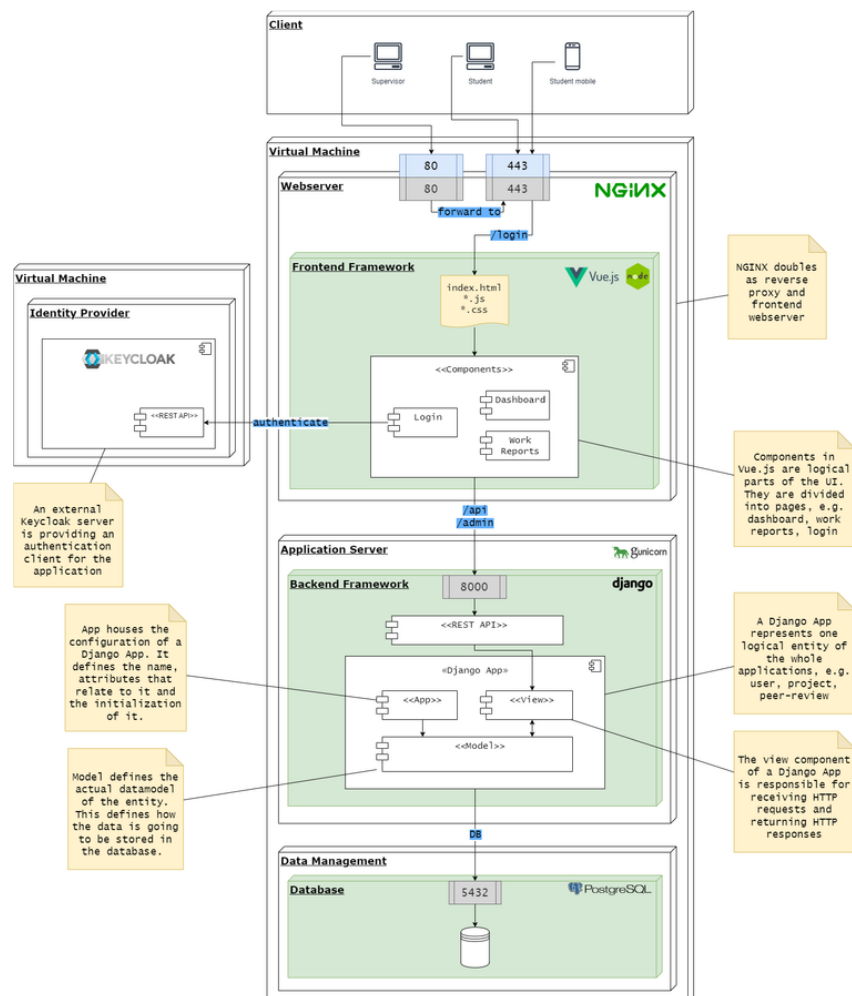 Client
Supervisor
Student
Student mobile
Virtual Machine
80
443
80
443
Webserver
NGINX
forward to
/login
Frontend Framework
Vue.js
node
index.html
*.js
*.css
NGINX doubles
as reverse
proxy and
frontend
webserver
Virtual Machine
Identity Provider
KEYCLOAK
<<REST API>>
authenticate
<<Components>>
Login
Dashboard
Work
Reports
Components in
Vue.js are logical
parts of the UI.
They are divided
into pages, e.g.
dashboard, work
reports, login
An external
Keycloak server
is providing an
authentication
client for the
application
/api
/admin
Application Server
gunicorn
Backend Framework
8000
django
<<REST API>>
«Django App»
<<App>>
<<View>>
<<Model>>
App houses the
configuration of a
Django App. It
defines the name,
attributes that
relate to it and
the initialization
of it.
A Django App
represents one
logical entity of
the whole
applications, e.g.
user, project,
peer-review
Model defines the
actual datamodel
of the entity.
This defines how
the data is going
to be stored in
the database.
The view component
of a Django App
is responsible for
receiving HTTP
requests and
returning HTTP
responses
DB
Data Management
Database
5432
PostgreSQL